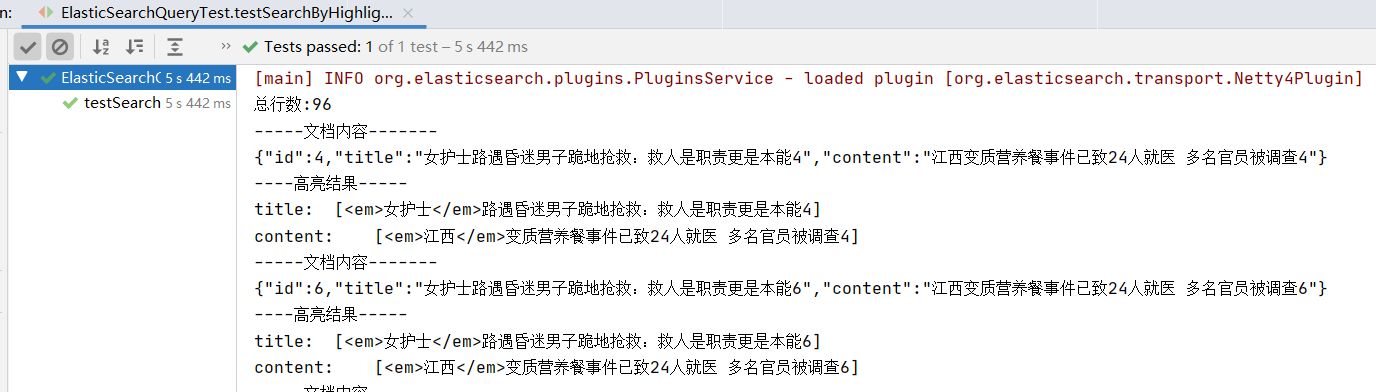 n: ElasticSearchQueryTest.testSearchByHighlig... ×
» Tests passed: 1 of 1 test – 5 s 442 ms
ElasticSearchQ 5 s 442 ms
testSearch 5 s 442 ms
[main] INFO org.elasticsearch.plugins.PluginsService - loaded plugin [org.elasticsearch.transport.Netty4Plugin]
总行数:96
-----文档内容-------
{"id":4,"title":"女护士路遇昏迷男子跪地抢救：救人是职责更是本能4","content":"江西变质营养餐事件已致24人就医 多名官员被调查4"}
----高亮结果-----
title: [<em>女护士</em>路遇昏迷男子跪地抢救：救人是职责更是本能4]
content: [<em>江西</em>变质营养餐事件已致24人就医 多名官员被调查4]
-----文档内容-------
{"id":6,"title":"女护士路遇昏迷男子跪地抢救：救人是职责更是本能6","content":"江西变质营养餐事件已致24人就医 多名官员被调查6"}
----高亮结果-----
title: [<em>女护士</em>路遇昏迷男子跪地抢救：救人是职责更是本能6]
content: [<em>江西</em>变质营养餐事件已致24人就医 多名官员被调查6]